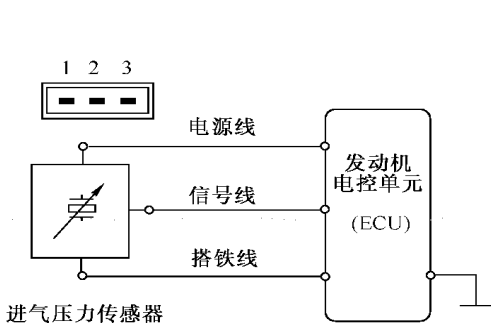 1 2 3
电源线
发动机
电控单元
信号线
(ECU)
搭铁线
进气压力传感器